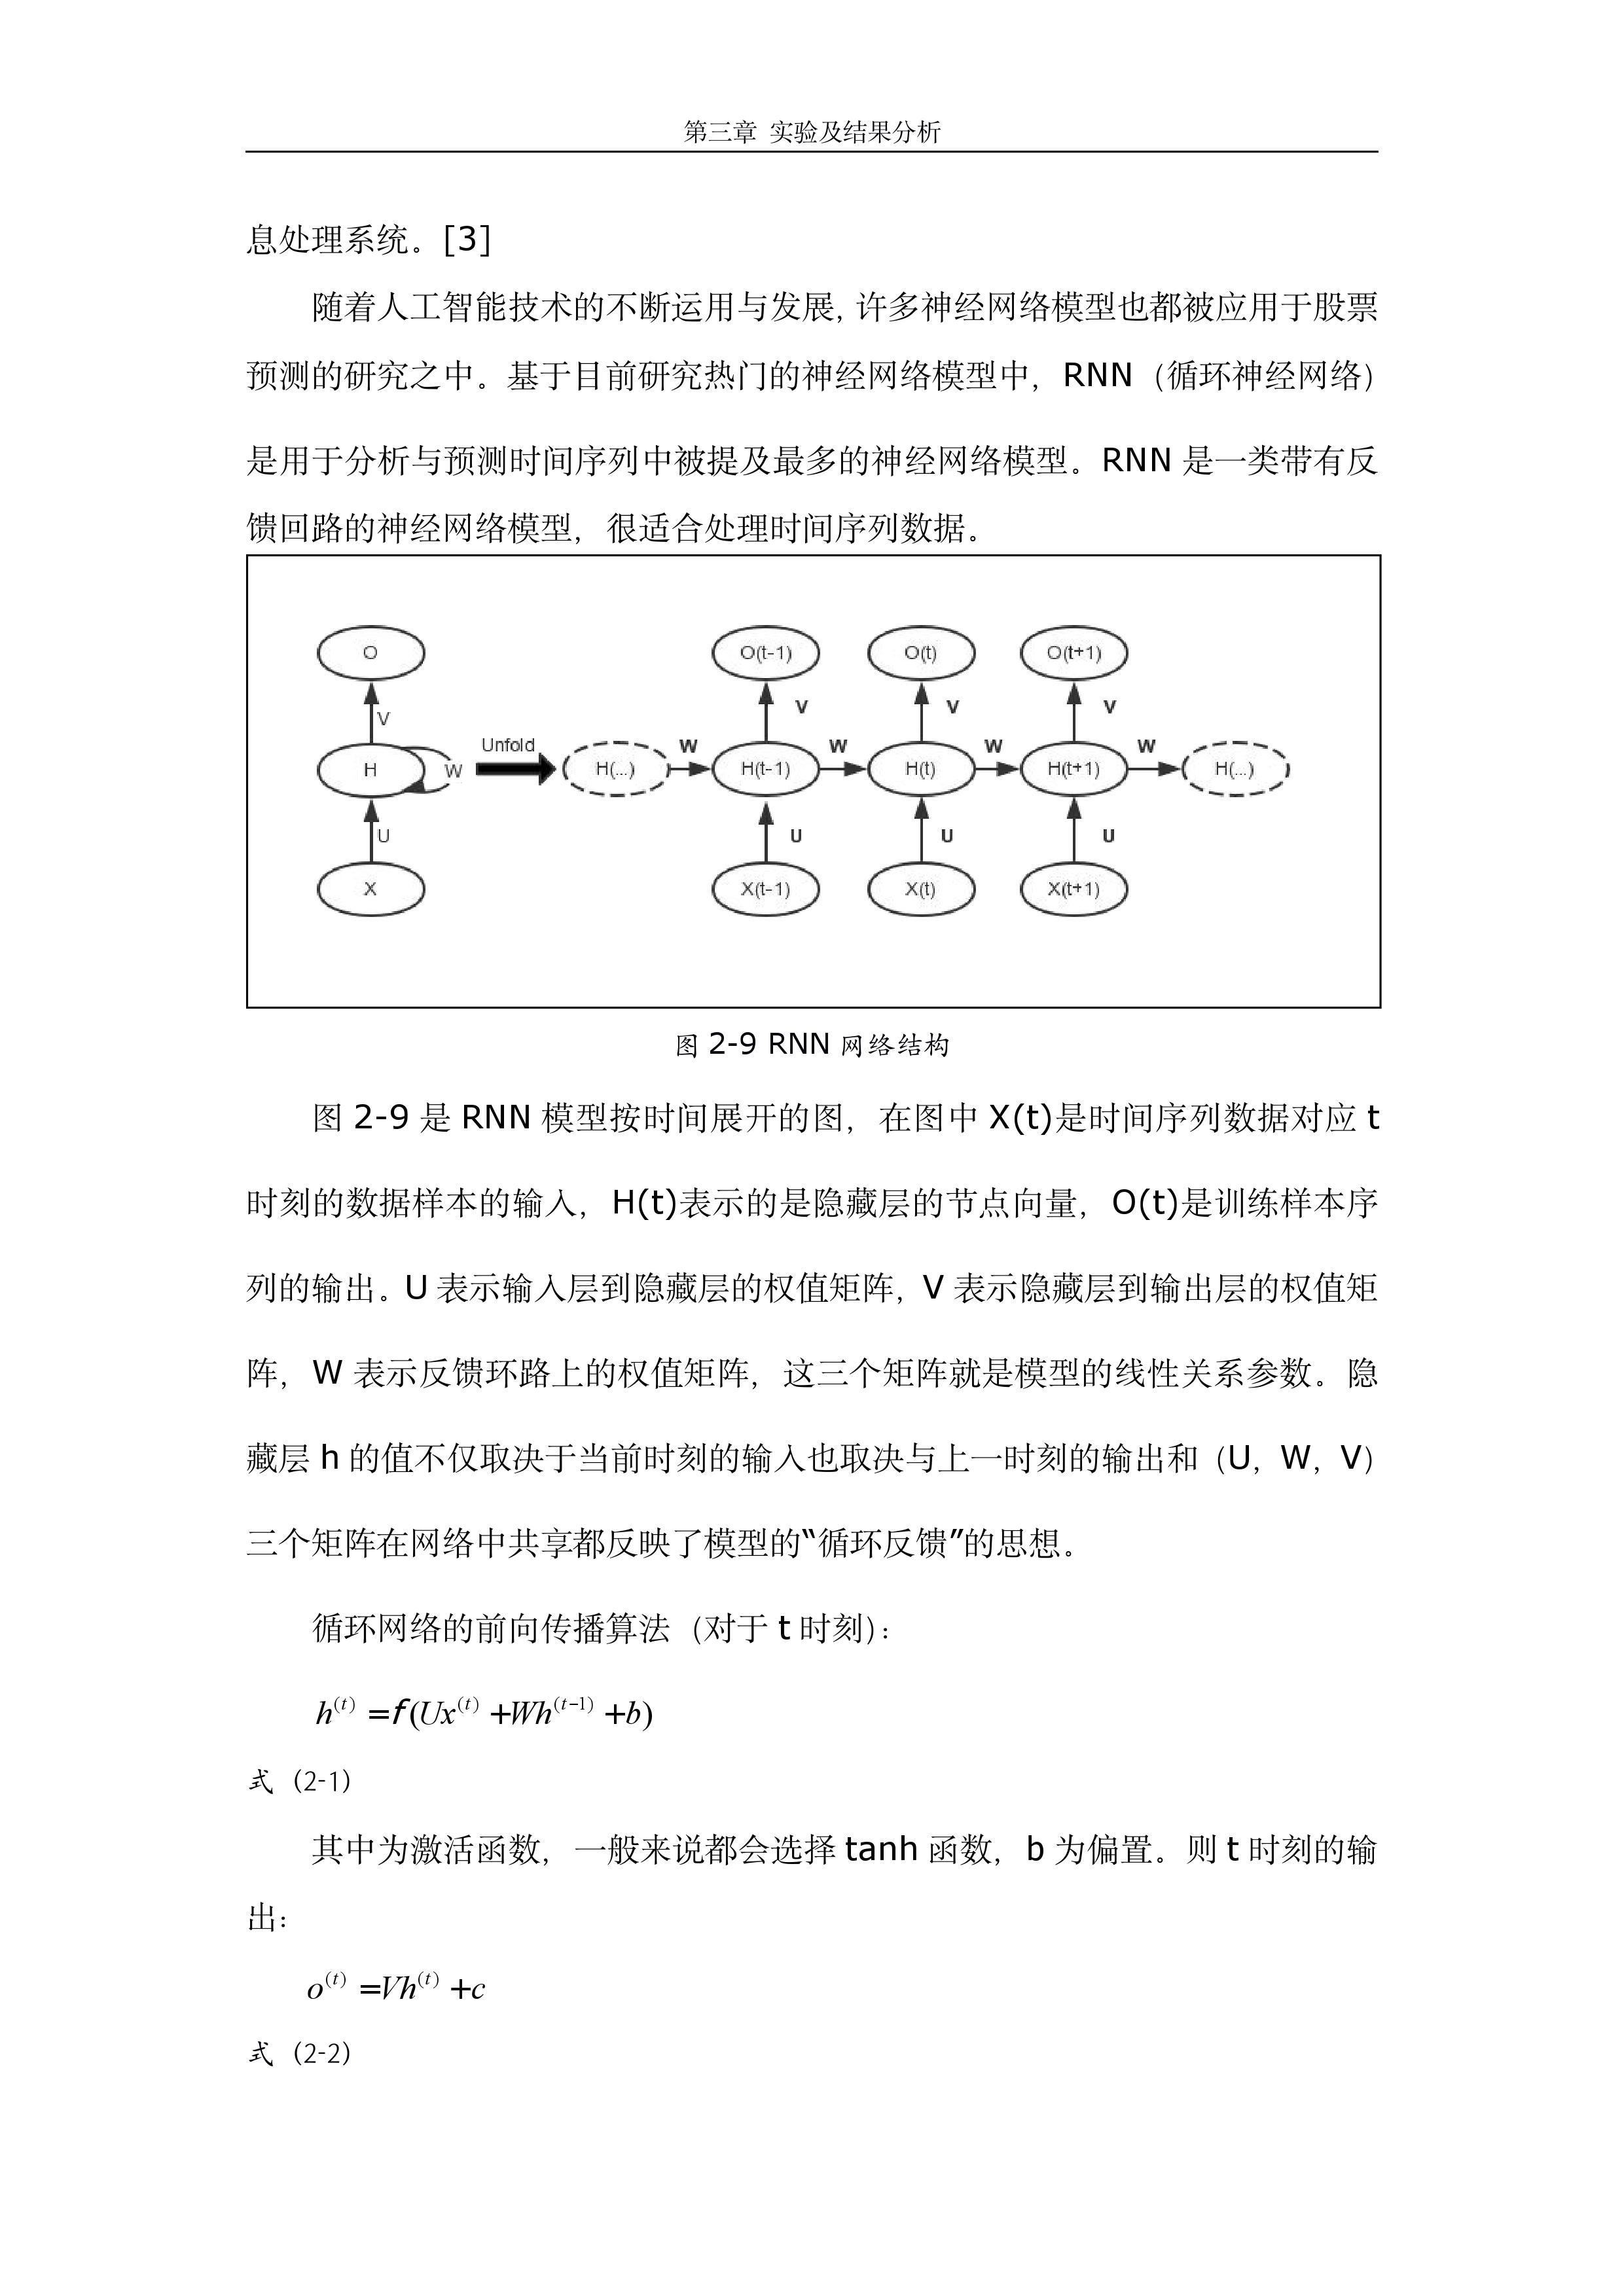 第三章 实验及结果分析
息处理系统。[3]
随着人工智能技术的不断运用与发展,许多神经网络模型也都被应用于股票
预测的研究之中。基于目前研究热门的神经网络模型中，RNN（循环神经网络）
是用于分析与预测时间序列中被提及最多的神经网络模型。RNN 是一类带有反
馈回路的神经网络模型，很适合处理时间序列数据。
O O(t-1) O(t) O(t+1)
V V V V
H W Unfold H(...) W H(t-1) W H(t) W H(t+1) W H(...)
U U U U
X X(t-1) X(t) X(t+1)
图 2-9 RNN 网络结构
图 2-9 是 RNN 模型按时间展开的图，在图中 X(t)是时间序列数据对应 t
时刻的数据样本的输入，H(t)表示的是隐藏层的节点向量，O(t)是训练样本序
列的输出。U 表示输入层到隐藏层的权值矩阵，V 表示隐藏层到输出层的权值矩
阵，W 表示反馈环路上的权值矩阵，这三个矩阵就是模型的线性关系参数。隐
藏层 h 的值不仅取决于当前时刻的输入也取决与上一时刻的输出和（U，W，V）
三个矩阵在网络中共享都反映了模型的“循环反馈”的思想。
循环网络的前向传播算法（对于 t 时刻）：
h^(t) =f(Ux^(t) +Wh^(t−1) +b)
式（2-1）
其中为激活函数，一般来说都会选择 tanh 函数，b 为偏置。则 t 时刻的输
出：
o^(t) =Vh^(t) +c
式（2-2）